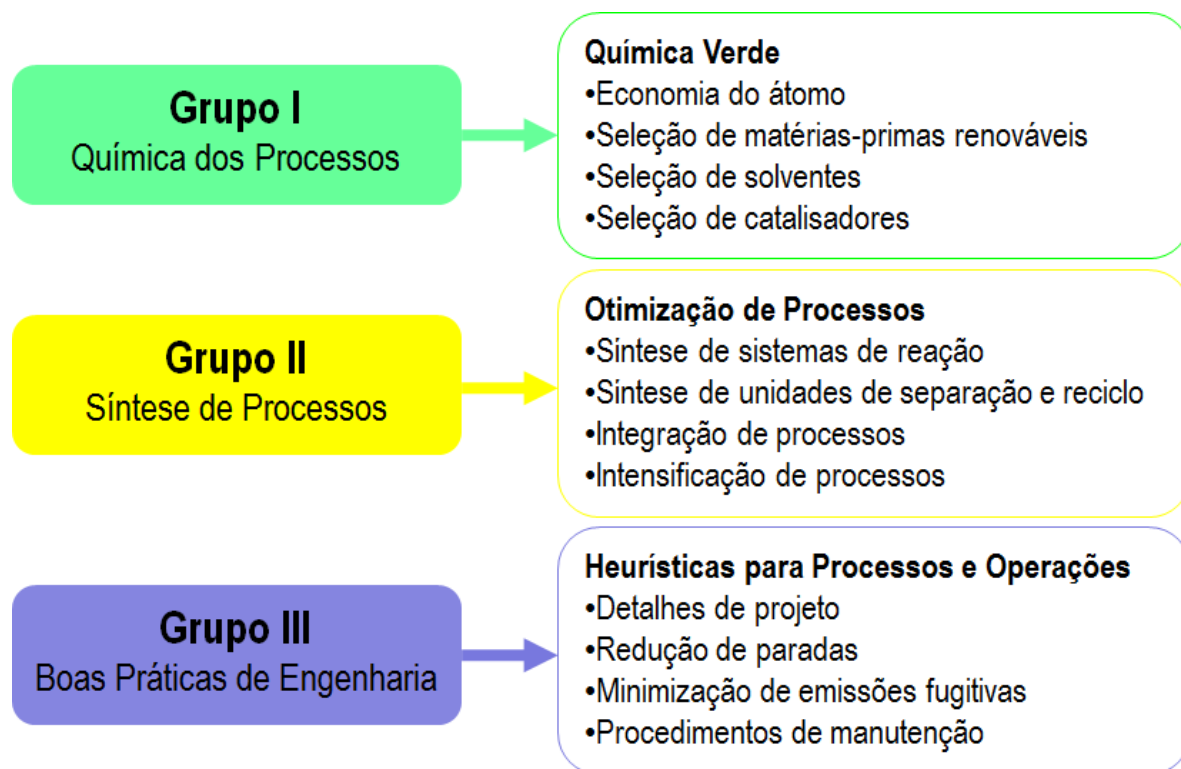 Grupo I
Química dos Processos
Química Verde
•Economia do átomo
•Seleção de matérias-primas renováveis
•Seleção de solventes
•Seleção de catalisadores
Grupo II
Síntese de Processos
Otimização de Processos
•Síntese de sistemas de reação
•Síntese de unidades de separação e reciclo
•Integração de processos
•Intensificação de processos
Grupo III
Boas Práticas de Engenharia
Heurísticas para Processos e Operações
•Detalhes de projeto
•Redução de paradas
•Minimização de emissões fugitivas
•Procedimentos de manutenção